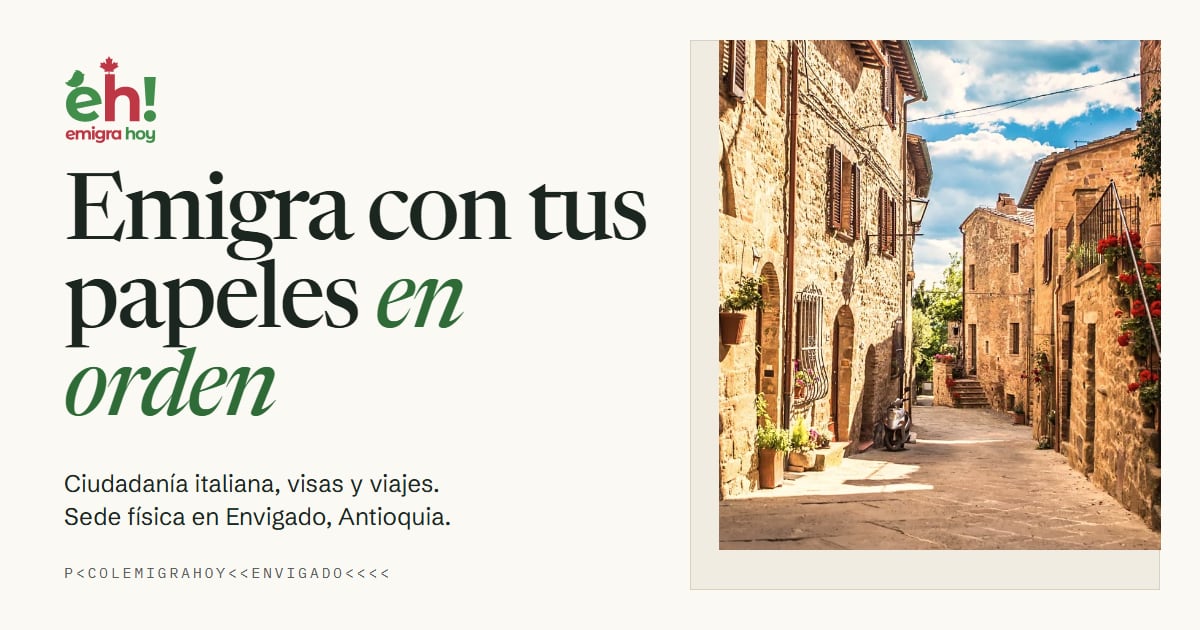 eh!
emigra hoy
Emigra con tus
papeles en
orden
Ciudadanía italiana, visas y viajes.
Sede física en Envigado, Antioquia.
P<COLEMIGRAHOY<<ENVIGADO<<<<